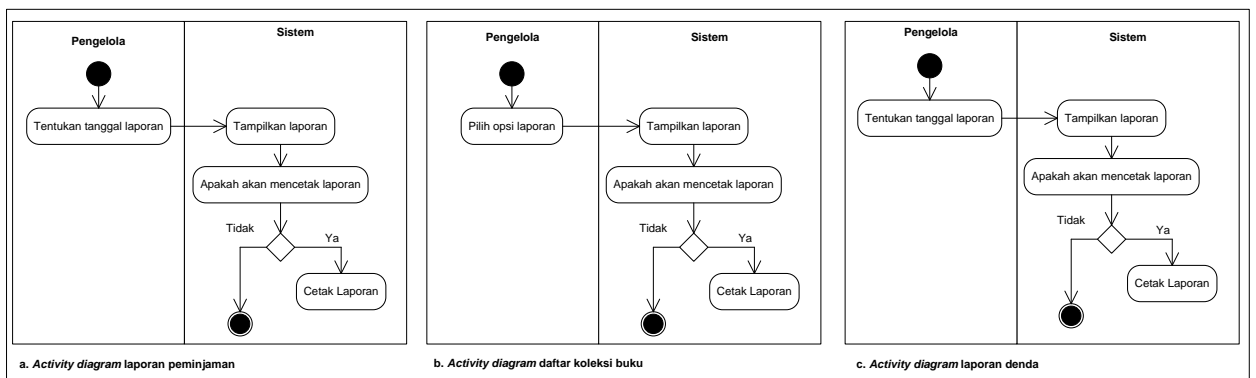 Pengelola
Sistem
Tentukan tanggal laporan
Tampilkan laporan
Apakah akan mencetak laporan
Tidak
Ya
Cetak Laporan
a. Activity diagram laporan peminjaman
Pengelola
Sistem
Pilih opsi laporan
Tampilkan laporan
Apakah akan mencetak laporan
Tidak
Ya
Cetak Laporan
b. Activity diagram daftar koleksi buku
Pengelola
Sistem
Tentukan tanggal laporan
Tampilkan laporan
Apakah akan mencetak laporan
Tidak
Ya
Cetak Laporan
c. Activity diagram laporan denda